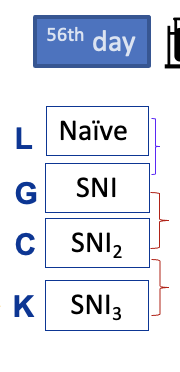 56th day
L Naïve
G SNI
C SNI₂
K SNI₃